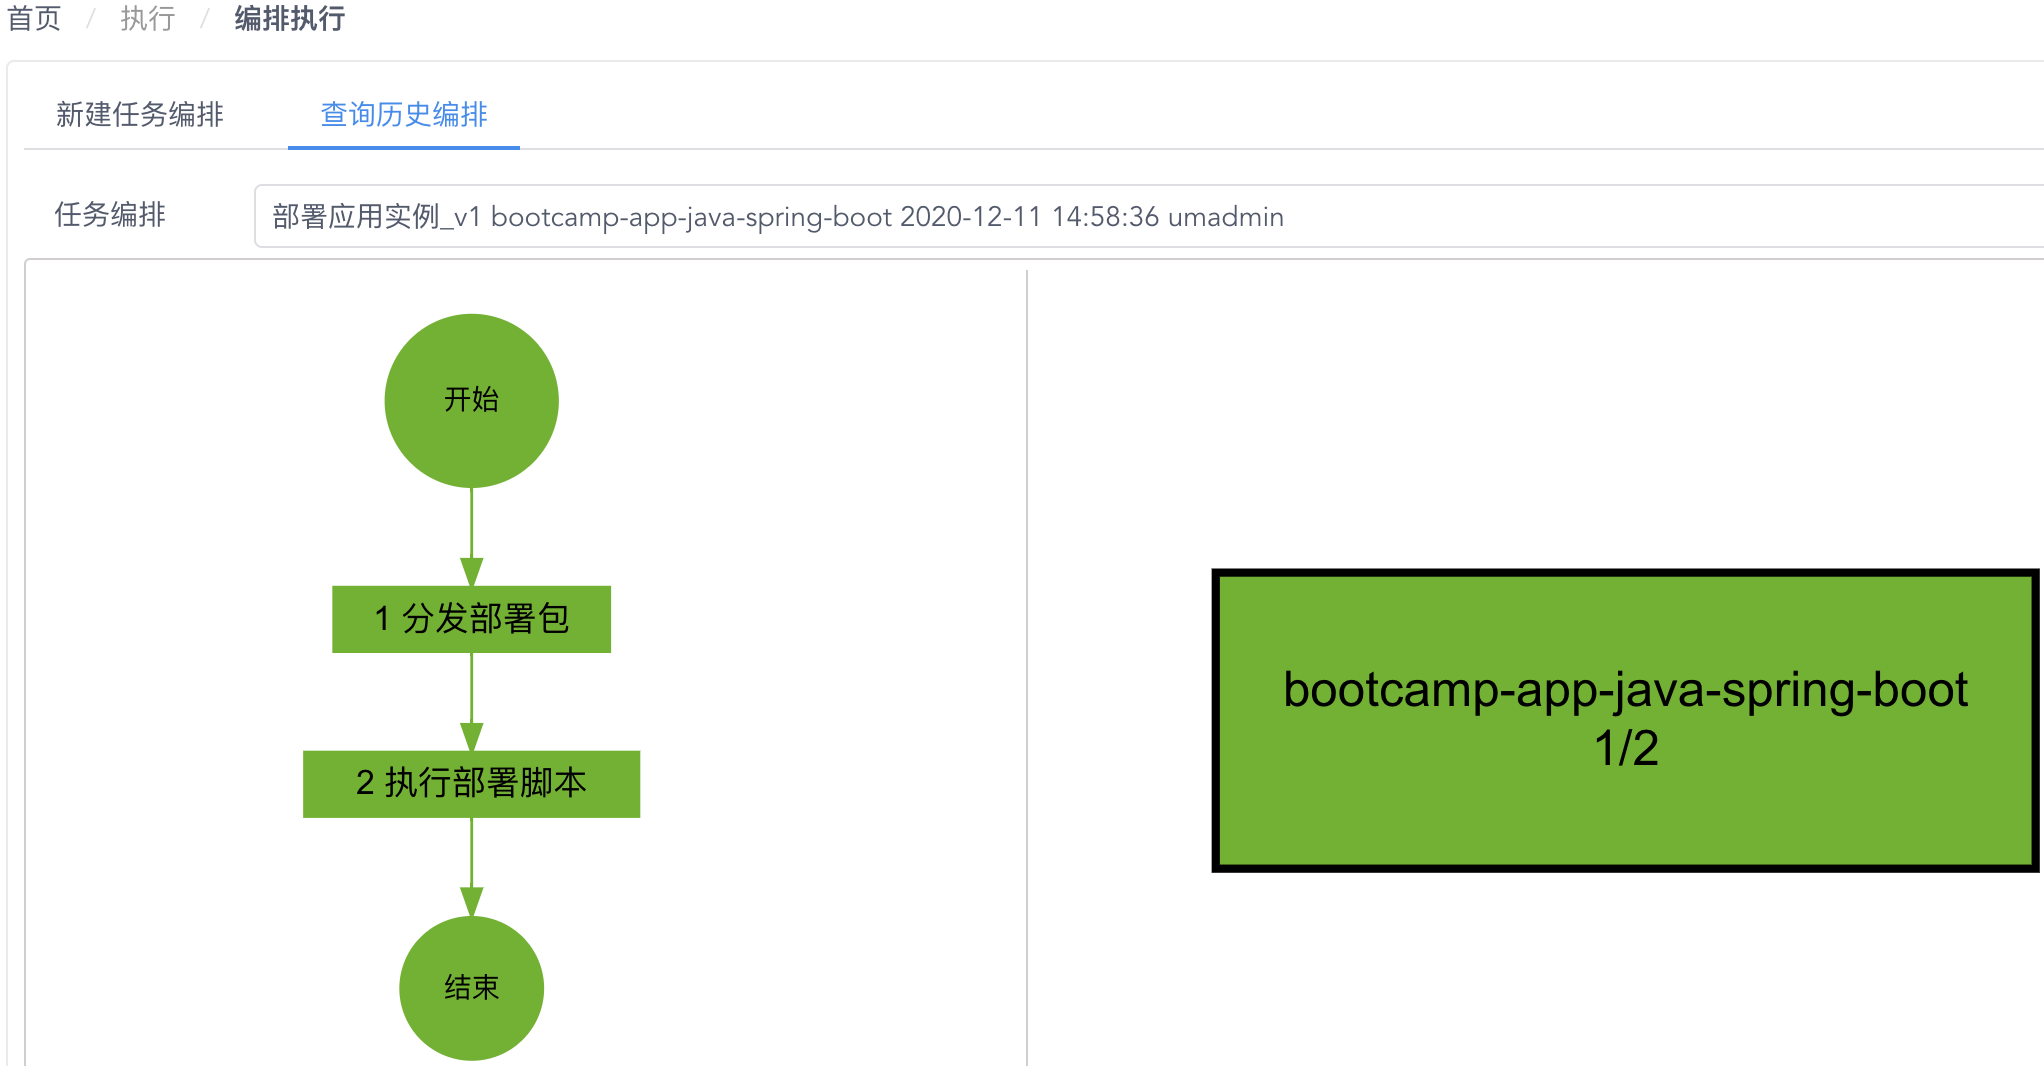 首页 / 执行 / 编排执行
新建任务编排 查询历史编排
任务编排 部署应用实例_v1 bootcamp-app-java-spring-boot 2020-12-11 14:58:36 umadmin
开始
1 分发部署包
2 执行部署脚本
结束
bootcamp-app-java-spring-boot
1/2